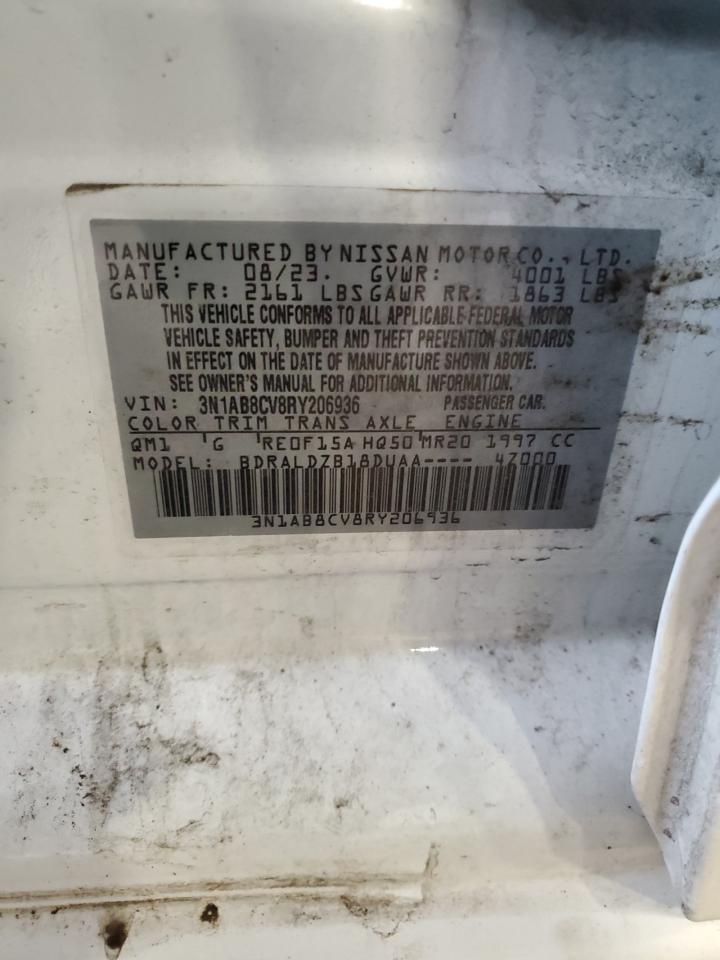 MANUFACTURED BY NISSAN MOTOR CO., LTD.
DATE: 08/23. GVWR: 4001 LBS
GAWR FR: 2161 LBS GAWR RR: 1863 LBS
THIS VEHICLE CONFORMS TO ALL APPLICABLE FEDERAL MOTOR
VEHICLE SAFETY, BUMPER AND THEFT PREVENTION STANDARDS
IN EFFECT ON THE DATE OF MANUFACTURE SHOWN ABOVE.
SEE OWNER'S MANUAL FOR ADDITIONAL INFORMATION.
VIN: 3N1AB8CV8RY206936 PASSENGER CAR.
COLOR TRIM TRANS AXLE ENGINE
QM1 G RE0F15A HQ50 MR20 1997 CC
MODEL: BDRALDZB18DUAA---- 47000
3N1AB8CV8RY206936